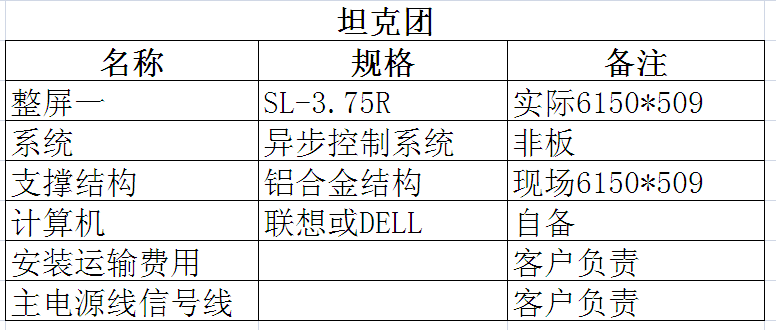 坦克团
名称 规格 备注
整屏一 SL-3.75R 实际6150*509
系统 异步控制系统 非板
支撑结构 铝合金结构 现场6150*509
计算机 联想或DELL 自备
安装运输费用 客户负责
主电源线信号线 客户负责